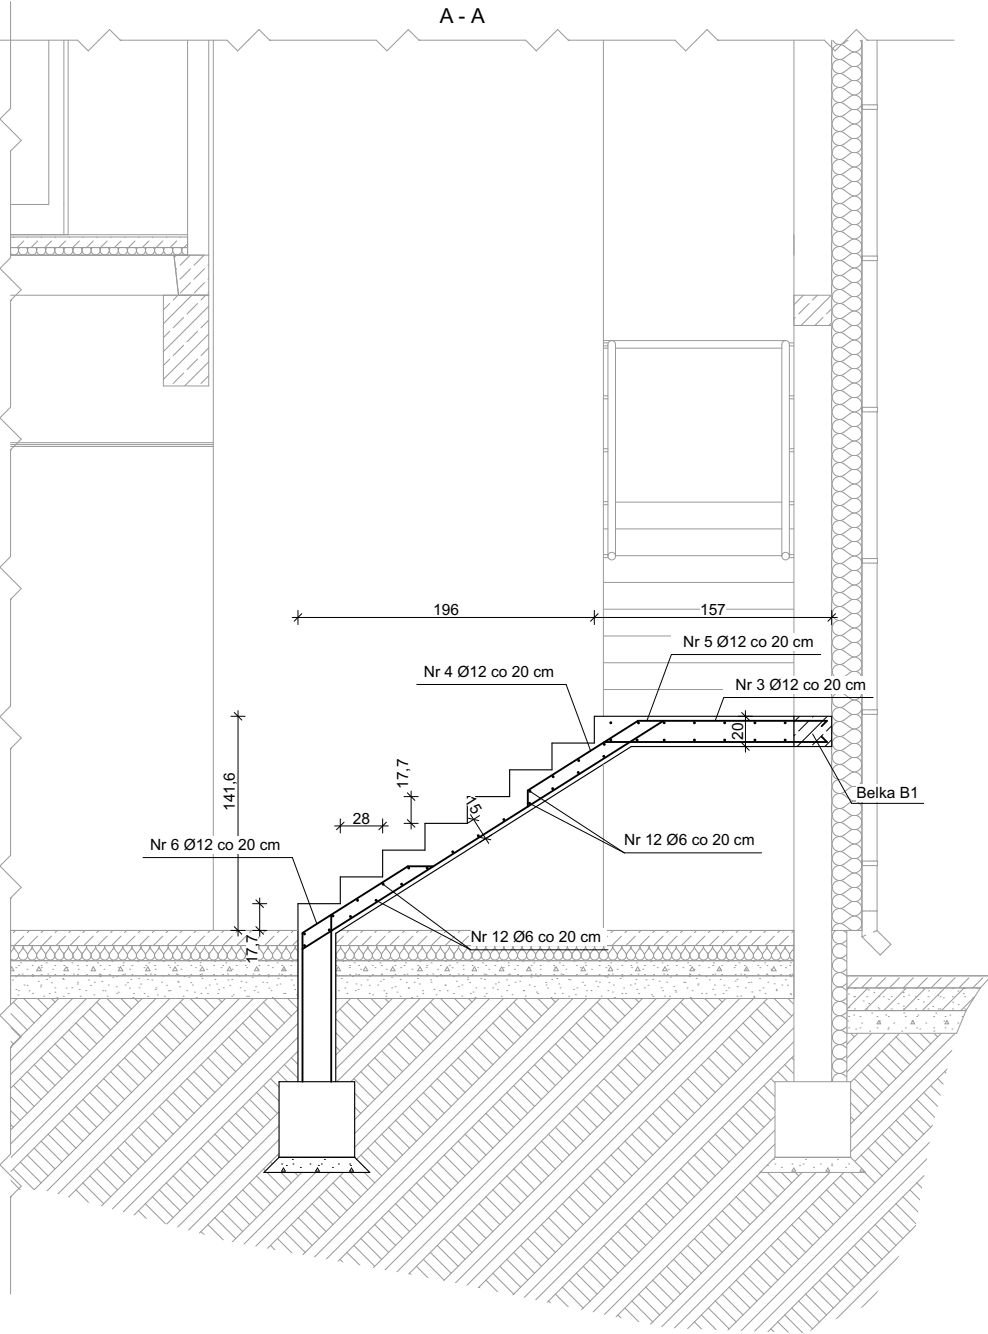 A - A
196
157
Nr 5 Ø12 co 20 cm
Nr 4 Ø12 co 20 cm
Nr 3 Ø12 co 20 cm
20
141,6
17,7
Belka B1
15
28
Nr 12 Ø6 co 20 cm
Nr 6 Ø12 co 20 cm
17,7
Nr 12 Ø6 co 20 cm